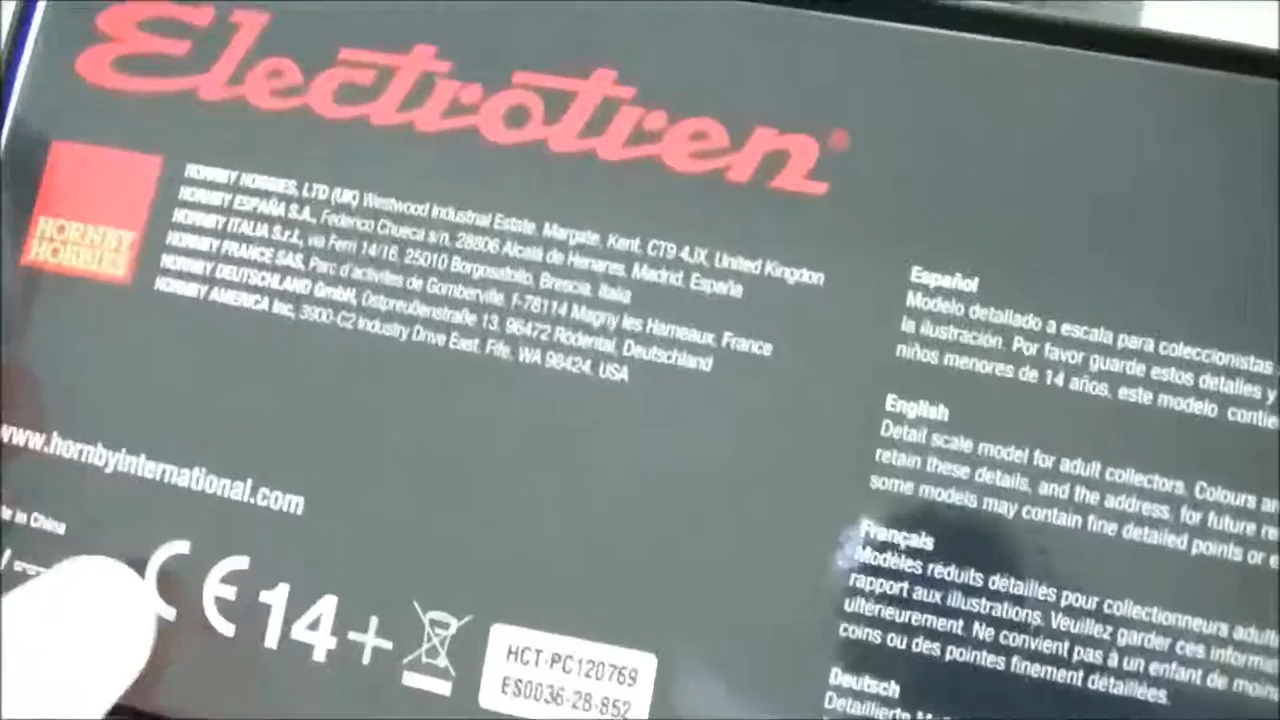 Electrotren®
HORNBY HOBBIES
HORNBY HOBBIES, LTD (UK) Westwood Industrial Estate, Margate, Kent, CT9 4JX, United Kingdon
HORNBY ESPAÑA S.A., Federico Chueca s/n, 28806 Alcalá de Henares, Madrid, España
HORNBY ITALIA S.r.l., via Ferri 14/16, 25010 Borgosatollo, Brescia, Italia
HORNBY FRANCE SAS, Parc d'activites de Gomberville, f-78114 Magny les Hameaux, France
HORNBY DEUTSCHLAND GmbH, Ostpreußenstraße 13, 96472 Rodental, Deutschland
HORNBY AMERICA Inc, 3900-C2 Industry Drive East, Fife, WA 98424, USA
www.hornbyinternational.com
in China
CE 14+
HCT-PC120769
ES0036-28-852
Español
Modelo detallado a escala para coleccionistas
la ilustración. Por favor guarde estos detalles y
niños menores de 14 años, este modelo
English
Detail scale model for adult collectors. Colours
retain these details, and the address, for future
some models may contain fine detailed points or
Français
Modèles réduits détaillés pour collectionneurs
rapport aux illustrations. Veuillez garder ces
ultérieurement. Ne convient pas à un enfant de
coins ou des pointes finement détaillées.
Deutsch